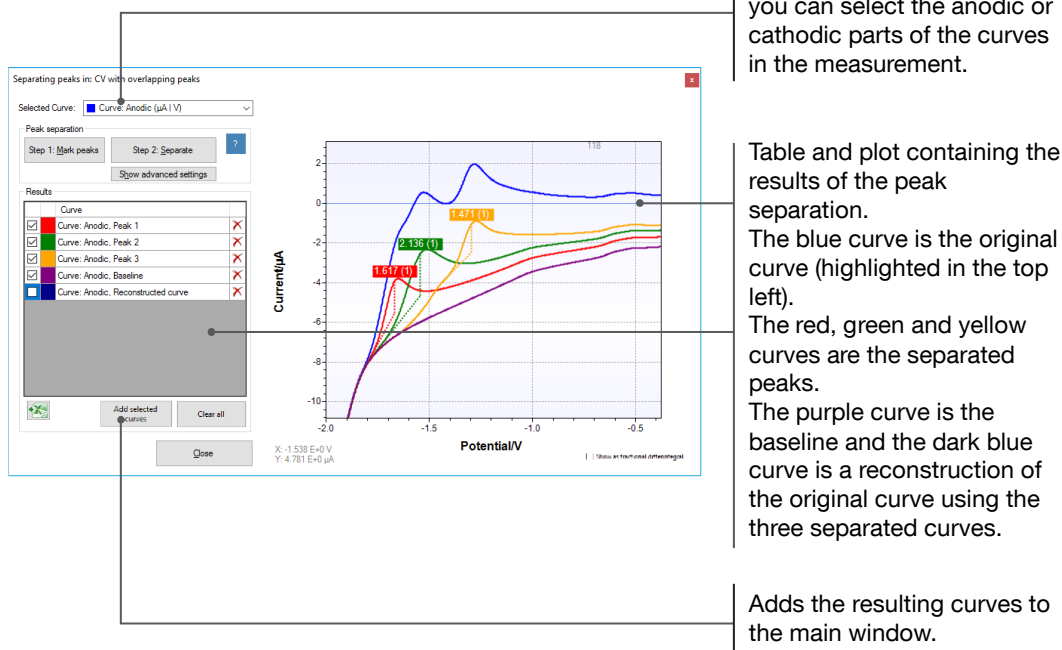 you can select the anodic or
cathodic parts of the curves
in the measurement.
Separating peaks in: CV with overlapping peaks
x
Selected Curve: Curve: Anodic (µA | V)
Peak separation
Step 1: Mark peaks
Step 2: Separate
?
Show advanced settings
Results
Curve
Curve: Anodic, Peak 1
Curve: Anodic, Peak 2
Curve: Anodic, Peak 3
Curve: Anodic, Baseline
Curve: Anodic, Reconstructed curve
Add selected
curves
Clear all
Close
118
2
0
-2
-4
-6
-8
-10
Current/µA
1.471 (1)
2.136 (1)
1.617 (1)
-2.0
-1.5
-1.0
-0.5
Potential/V
X: -1.538 E+0 V
Y: 4.781 E+0 µA
Show as fractional differintegral
Table and plot containing the
results of the peak
separation.
The blue curve is the original
curve (highlighted in the top
left).
The red, green and yellow
curves are the separated
peaks.
The purple curve is the
baseline and the dark blue
curve is a reconstruction of
the original curve using the
three separated curves.
Adds the resulting curves to
the main window.